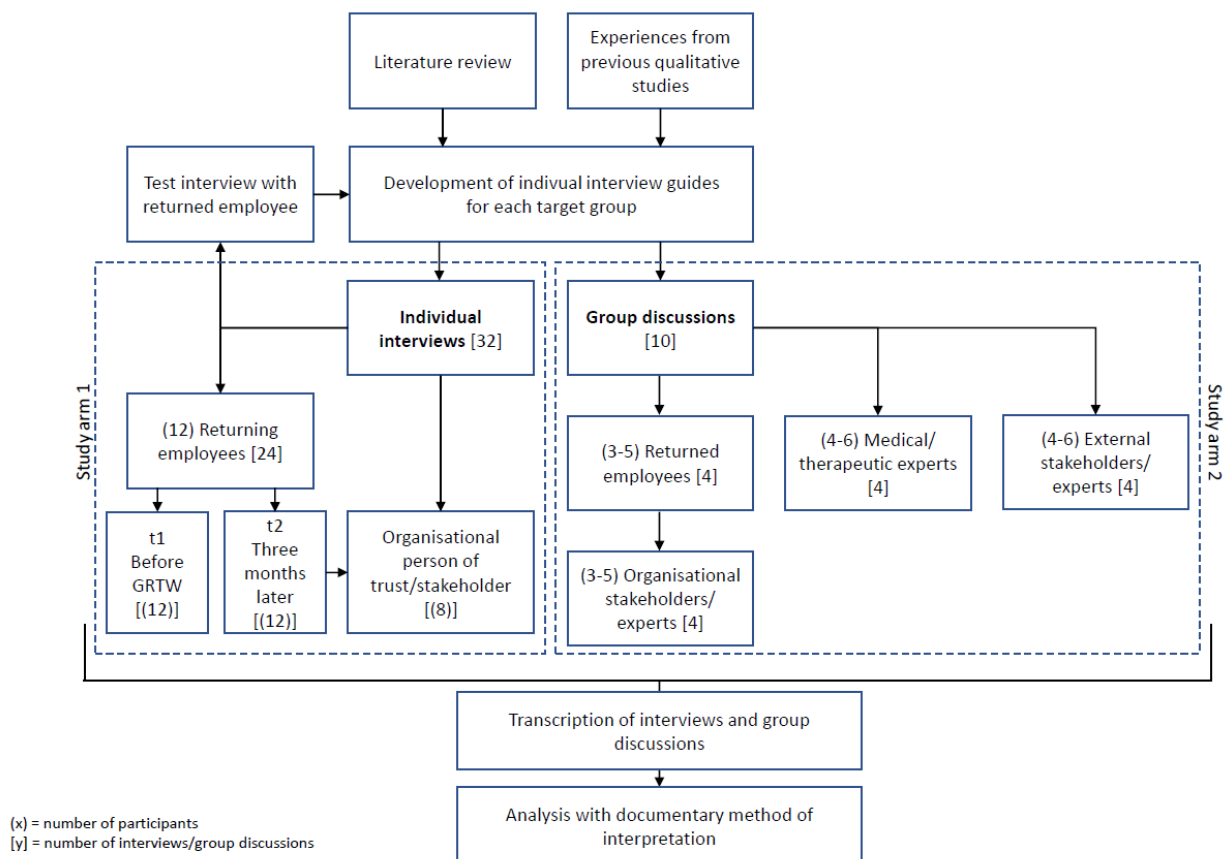 Literature review
Experiences from
previous qualitative
studies
Test interview with
returned employee
Development of indivual interview guides
for each target group
Study arm 1
Individual
interviews [32]
(12) Returning
employees [24]
t1
Before
GRTW
[(12)]
t2
Three
months
later
[(12)]
Organisational
person of
trust/stakeholder
[(8)]
Group discussions
[10]
(3-5) Returned
employees [4]
(3-5) Organisational
stakeholders/
experts [4]
(4-6) Medical/
therapeutic experts
[4]
(4-6) External
stakeholders/
experts [4]
Study arm 2
Transcription of interviews and group
discussions
Analysis with documentary method of
interpretation
(x) = number of participants
[y] = number of interviews/group discussions